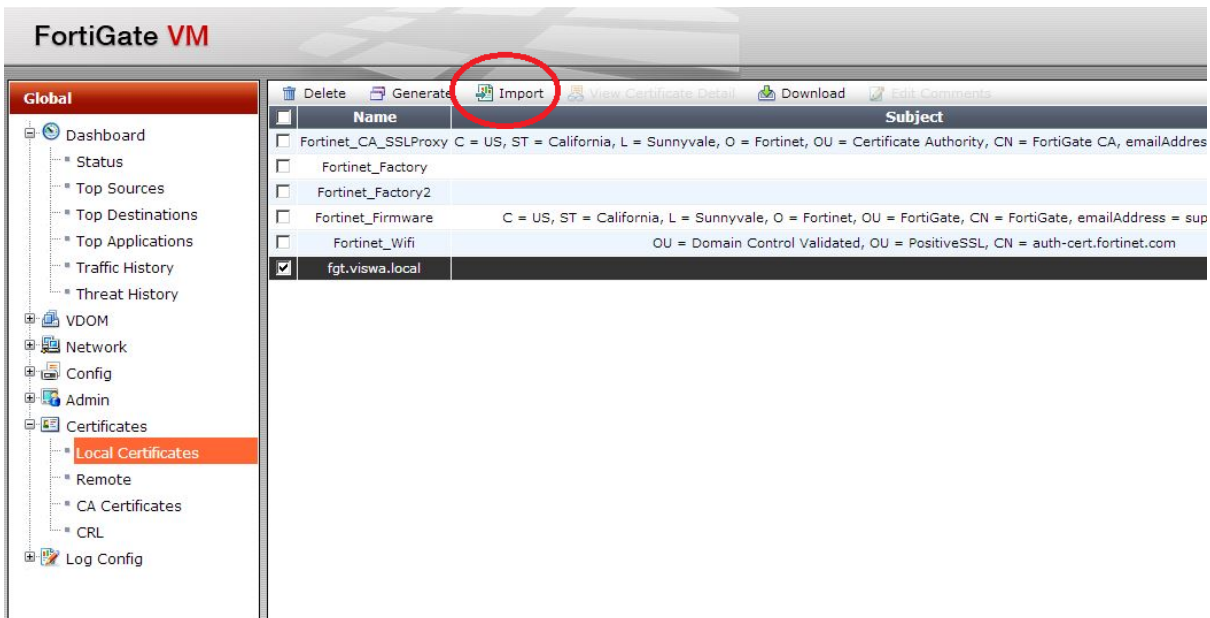 FortiGate VM
Global
Dashboard
Status
Top Sources
Top Destinations
Top Applications
Traffic History
Threat History
VDOM
Network
Config
Admin
Certificates
Local Certificates
Remote
CA Certificates
CRL
Log Config
Delete Generate Import View Certificate Detail Download Edit Comments
Name Subject
Fortinet_CA_SSLProxy C = US, ST = California, L = Sunnyvale, O = Fortinet, OU = Certificate Authority, CN = FortiGate CA, emailAddres
Fortinet_Factory
Fortinet_Factory2
Fortinet_Firmware C = US, ST = California, L = Sunnyvale, O = Fortinet, OU = FortiGate, CN = FortiGate, emailAddress = sup
Fortinet_Wifi OU = Domain Control Validated, OU = PositiveSSL, CN = auth-cert.fortinet.com
fgt.viswa.local